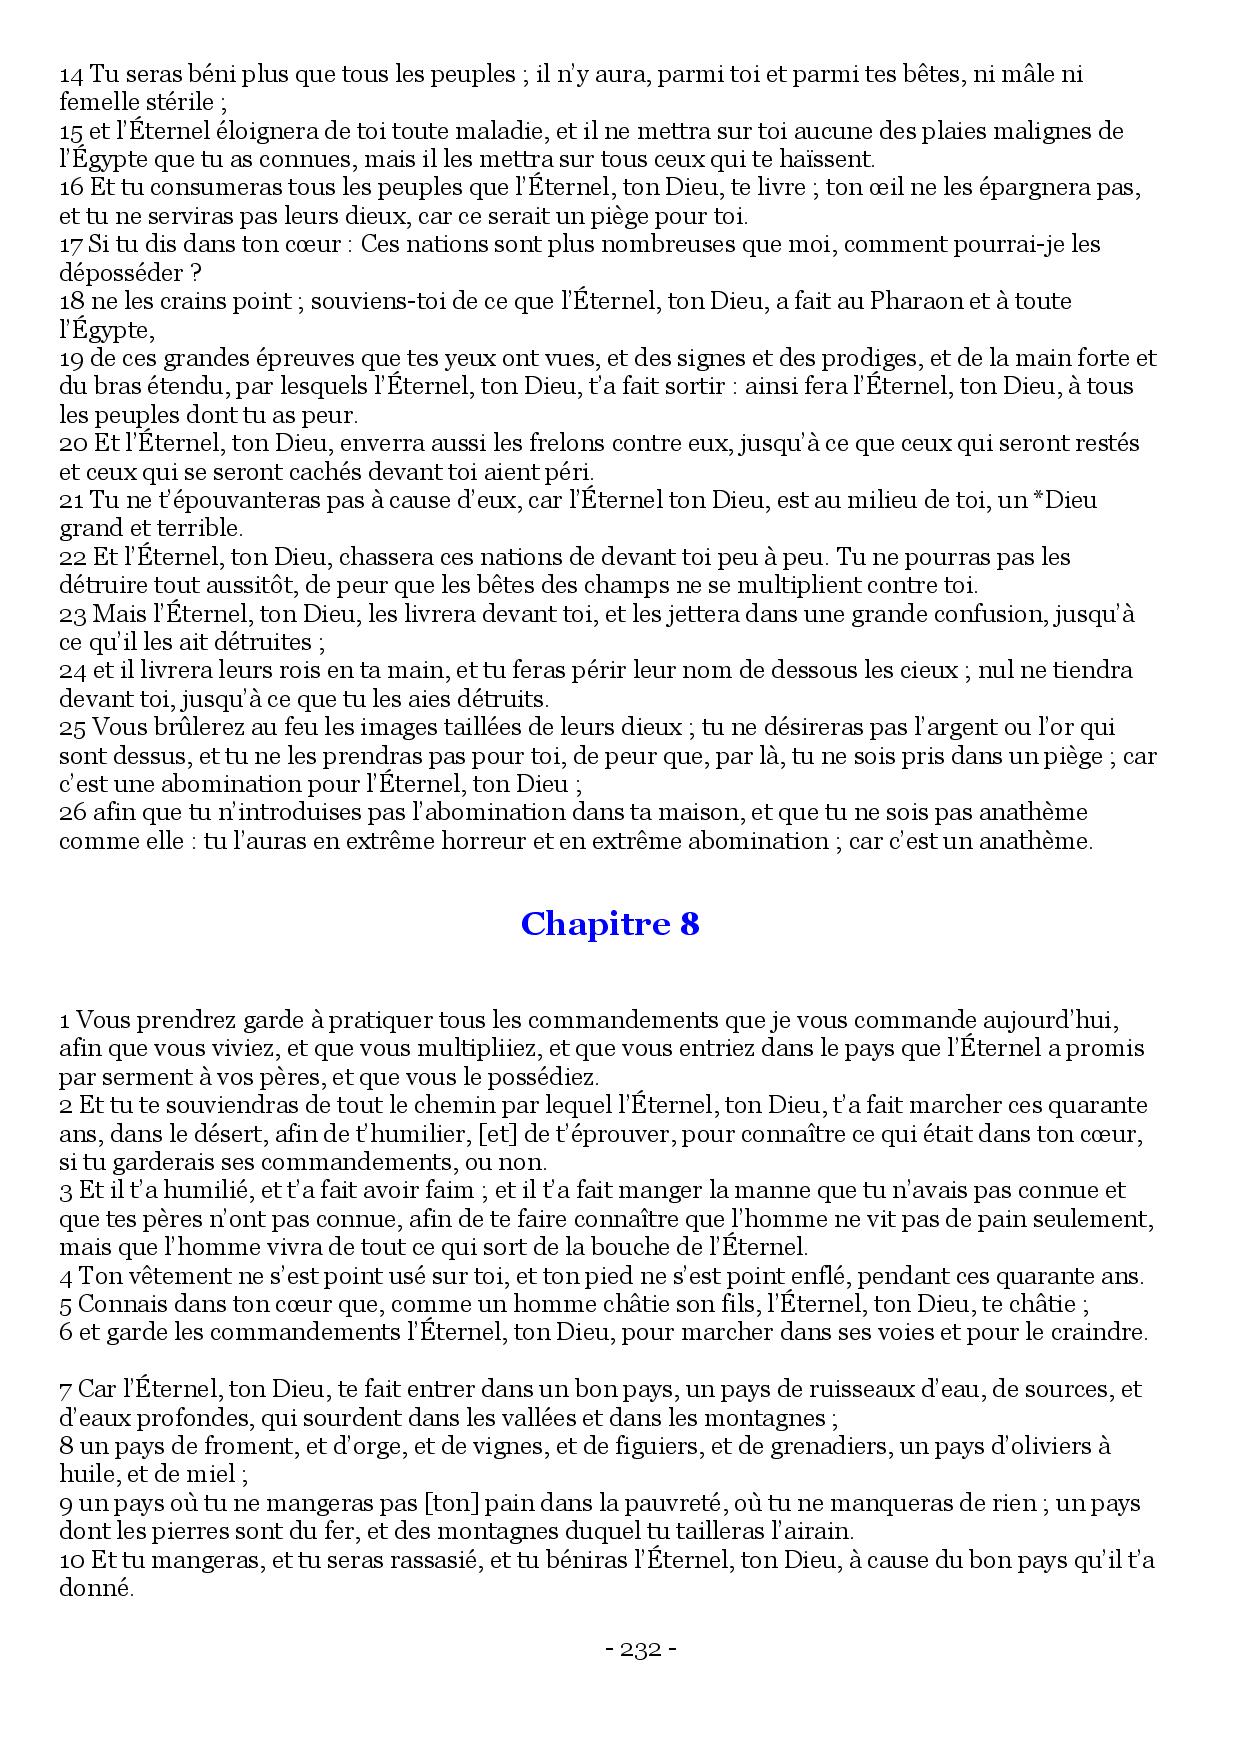 14 Tu seras béni plus que tous les peuples ; il n’y aura, parmi toi et parmi tes bêtes, ni mâle ni
femelle stérile ;
15 et l’Éternel éloignera de toi toute maladie, et il ne mettra sur toi aucune des plaies malignes de
l’Égypte que tu as connues, mais il les mettra sur tous ceux qui te haïssent.
16 Et tu consumeras tous les peuples que l’Éternel, ton Dieu, te livre ; ton œil ne les épargnera pas,
et tu ne serviras pas leurs dieux, car ce serait un piège pour toi.
17 Si tu dis dans ton cœur : Ces nations sont plus nombreuses que moi, comment pourrai-je les
déposséder ?
18 ne les crains point ; souviens-toi de ce que l’Éternel, ton Dieu, a fait au Pharaon et à toute
l’Égypte,
19 de ces grandes épreuves que tes yeux ont vues, et des signes et des prodiges, et de la main forte et
du bras étendu, par lesquels l’Éternel, ton Dieu, t’a fait sortir : ainsi fera l’Éternel, ton Dieu, à tous
les peuples dont tu as peur.
20 Et l’Éternel, ton Dieu, enverra aussi les frelons contre eux, jusqu’à ce que ceux qui seront restés
et ceux qui se seront cachés devant toi aient péri.
21 Tu ne t’épouvanteras pas à cause d’eux, car l’Éternel ton Dieu, est au milieu de toi, un *Dieu
grand et terrible.
22 Et l’Éternel, ton Dieu, chassera ces nations de devant toi peu à peu. Tu ne pourras pas les
détruire tout aussitôt, de peur que les bêtes des champs ne se multiplient contre toi.
23 Mais l’Éternel, ton Dieu, les livrera devant toi, et les jettera dans une grande confusion, jusqu’à
ce qu’il les ait détruites ;
24 et il livrera leurs rois en ta main, et tu feras périr leur nom de dessous les cieux ; nul ne tiendra
devant toi, jusqu’à ce que tu les aies détruits.
25 Vous brûlerez au feu les images taillées de leurs dieux ; tu ne désireras pas l’argent ou l’or qui
sont dessus, et tu ne les prendras pas pour toi, de peur que, par là, tu ne sois pris dans un piège ; car
c’est une abomination pour l’Éternel, ton Dieu ;
26 afin que tu n’introduises pas l’abomination dans ta maison, et que tu ne sois pas anathème
comme elle : tu l’auras en extrême horreur et en extrême abomination ; car c’est un anathème.
Chapitre 8
1 Vous prendrez garde à pratiquer tous les commandements que je vous commande aujourd’hui,
afin que vous viviez, et que vous multipliiez, et que vous entriez dans le pays que l’Éternel a promis
par serment à vos pères, et que vous le possédiez.
2 Et tu te souviendras de tout le chemin par lequel l’Éternel, ton Dieu, t’a fait marcher ces quarante
ans, dans le désert, afin de t’humilier, [et] de t’éprouver, pour connaître ce qui était dans ton cœur,
si tu garderais ses commandements, ou non.
3 Et il t’a humilié, et t’a fait avoir faim ; et il t’a fait manger la manne que tu n’avais pas connue et
que tes pères n’ont pas connue, afin de te faire connaître que l’homme ne vit pas de pain seulement,
mais que l’homme vivra de tout ce qui sort de la bouche de l’Éternel.
4 Ton vêtement ne s’est point usé sur toi, et ton pied ne s’est point enflé, pendant ces quarante ans.
5 Connais dans ton cœur que, comme un homme châtie son fils, l’Éternel, ton Dieu, te châtie ;
6 et garde les commandements l’Éternel, ton Dieu, pour marcher dans ses voies et pour le craindre.
7 Car l’Éternel, ton Dieu, te fait entrer dans un bon pays, un pays de ruisseaux d’eau, de sources, et
d’eaux profondes, qui sourdent dans les vallées et dans les montagnes ;
8 un pays de froment, et d’orge, et de vignes, et de figuiers, et de grenadiers, un pays d’oliviers à
huile, et de miel ;
9 un pays où tu ne mangeras pas [ton] pain dans la pauvreté, où tu ne manqueras de rien ; un pays
dont les pierres sont du fer, et des montagnes duquel tu tailleras l’airain.
10 Et tu mangeras, et tu seras rassasié, et tu béniras l’Éternel, ton Dieu, à cause du bon pays qu’il t’a
donné.
- 232 -